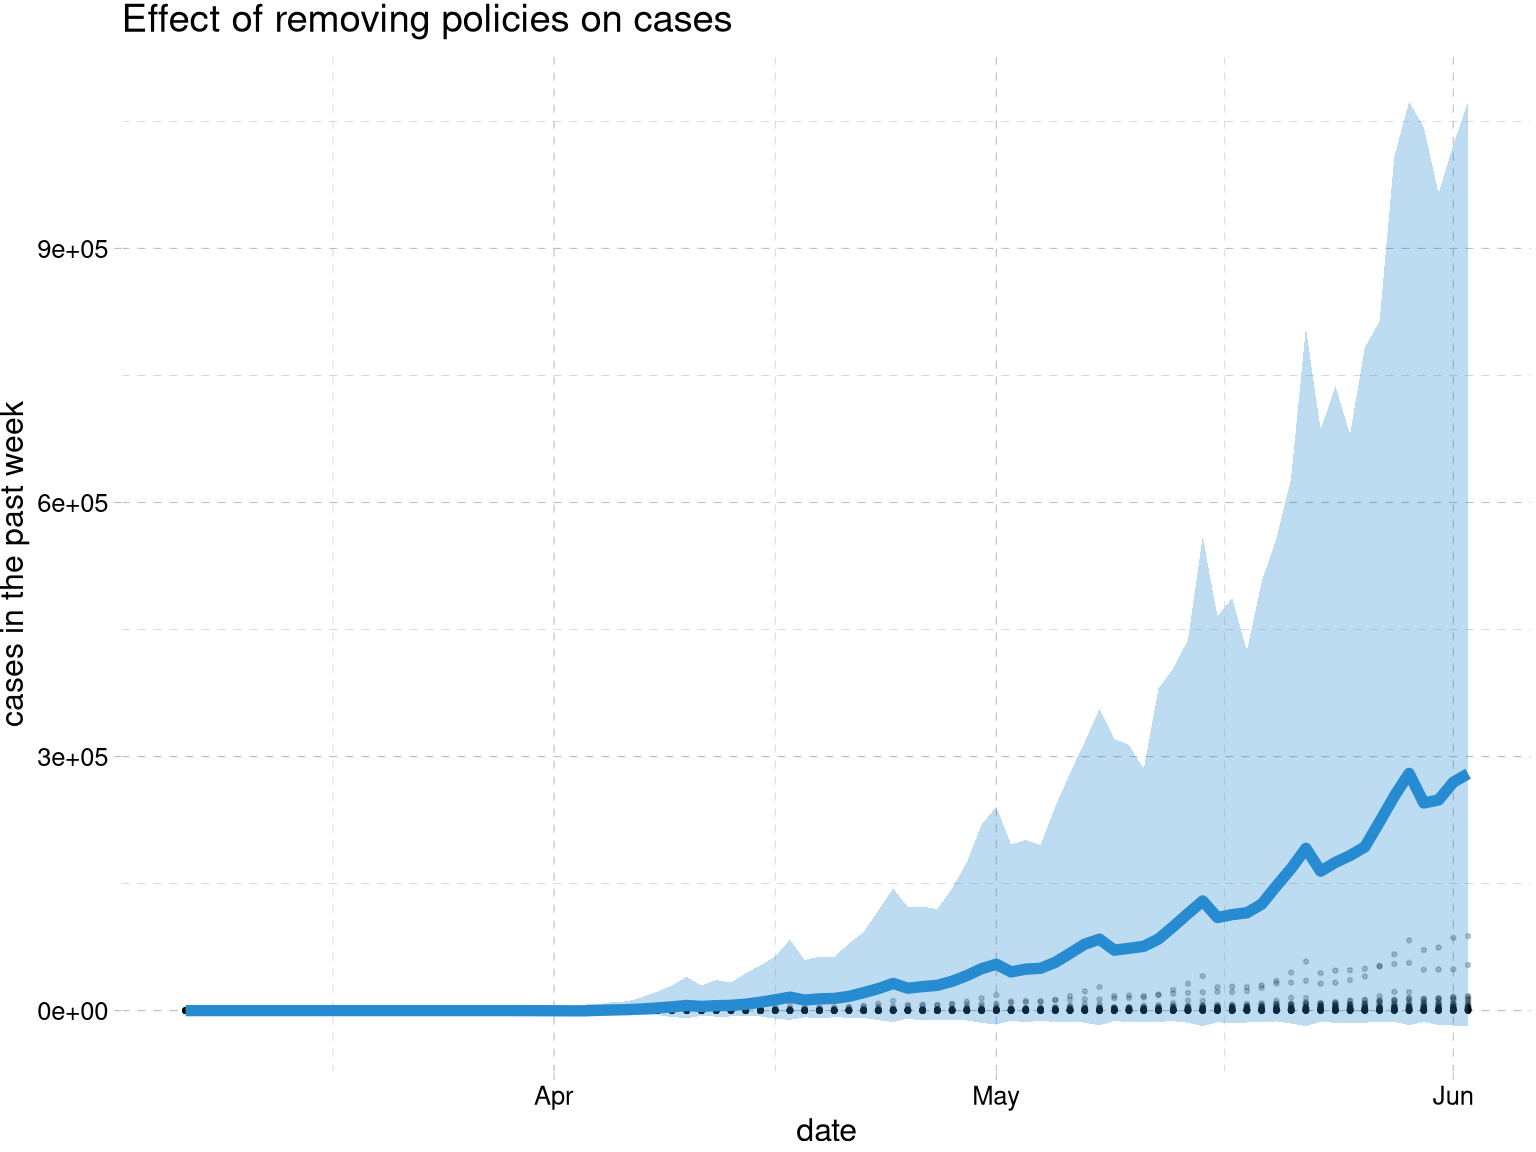 Effect of removing policies on cases
cases in the past week
9e+05
6e+05
3e+05
0e+00
Apr
May
Jun
date